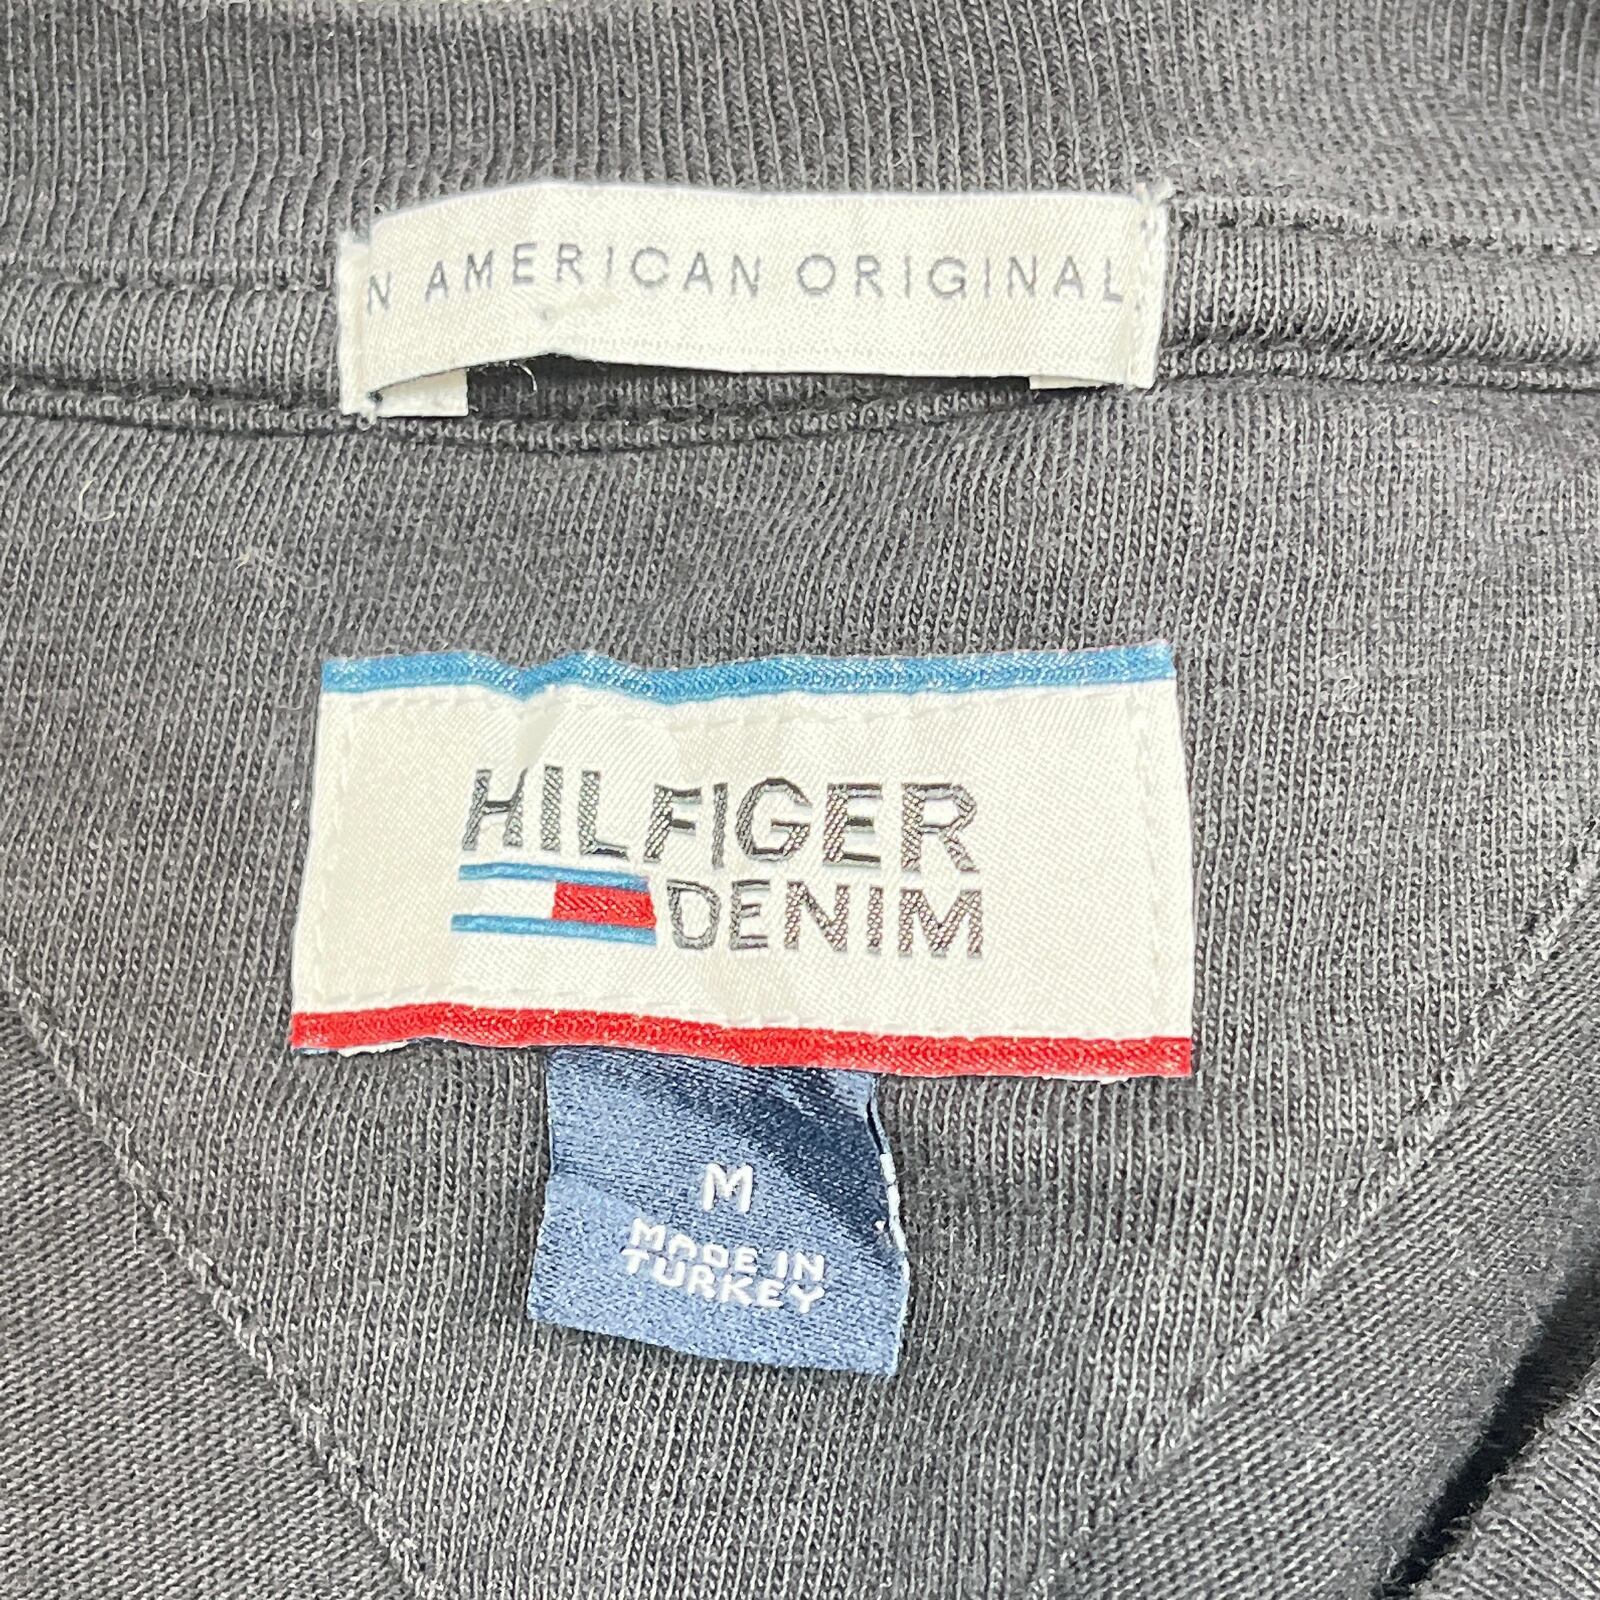 N AMERICAN ORIGINAL
HILFIGER
DENIM
M
MADE IN
TURKEY